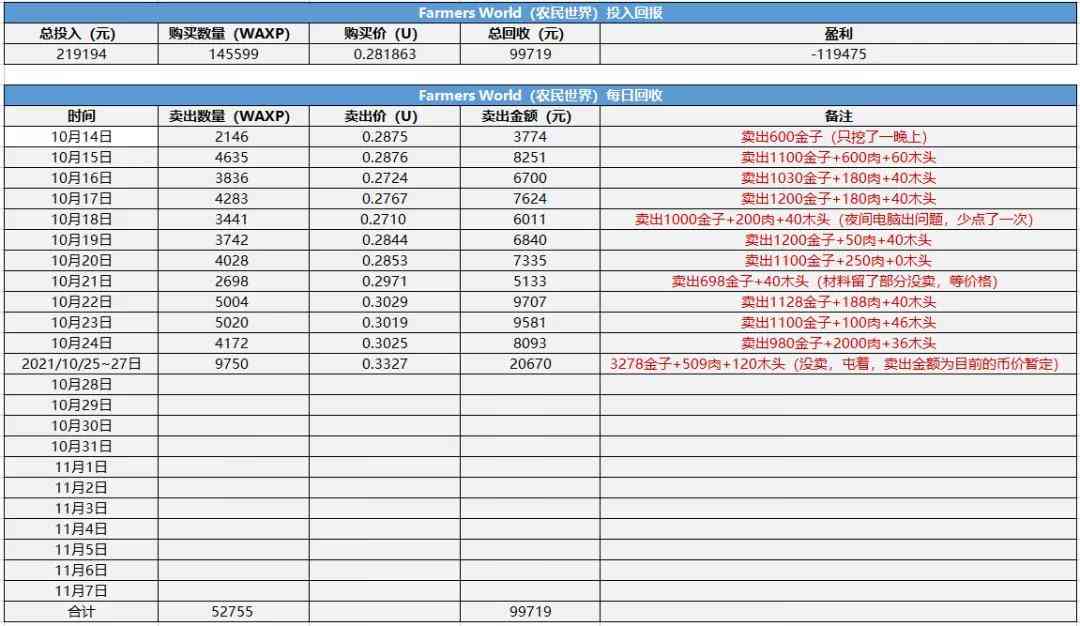 Farmers World（农民世界）投入回报
总投入（元） 购买数量（WAXP) 购买价（U） 总回收（元） 盈利
219194 145599 0.281863 99719 -119475
Farmers World（农民世界）每日回收
时间 卖出数量（WAXP） 卖出价（U） 卖出金额（元） 备注
10月14日 2146 0.2875 3774 卖出600金子（只挖了一晚上）
10月15日 4635 0.2876 8251 卖出1100金子+600肉+60木头
10月16日 3836 0.2724 6700 卖出1030金子+180肉+40木头
10月17日 4283 0.2767 7624 卖出1200金子+180肉+40木头
10月18日 3441 0.2710 6011 卖出1000金子+200肉+40木头（夜间电脑出问题，少点了一次）
10月19日 3742 0.2844 6840 卖出1200金子+50肉+40木头
10月20日 4028 0.2853 7335 卖出1100金子+250肉+0木头
10月21日 2698 0.2971 5133 卖出698金子+40木头（材料留了部分没卖，等价格）
10月22日 5004 0.3029 9707 卖出1128金子+188肉+40木头
10月23日 5020 0.3019 9581 卖出1100金子+100肉+46木头
10月24日 4172 0.3025 8093 卖出980金子+2000肉+36木头
2021/10/25~27日 9750 0.3327 20670 3278金子+509肉+120木头（没卖，屯着，卖出金额为目前的币价暂定）
10月28日
10月29日
10月30日
10月31日
11月1日
11月2日
11月3日
11月4日
11月5日
11月6日
11月7日
合计 52755 99719